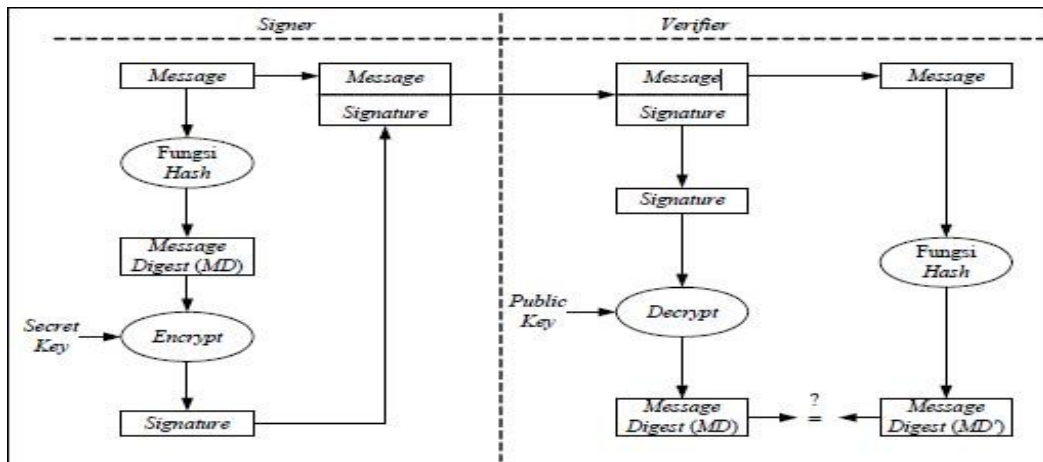 Signer
Message
Message
Signature
Fungsi
Hash
Message
Digest (MD)
Secret
Key
Encrypt
Signature
Verifier
Message
Signature
Message
Signature
Public
Key
Decrypt
Fungsi
Hash
Message
Digest (MD)
?
=
Message
Digest (MD')